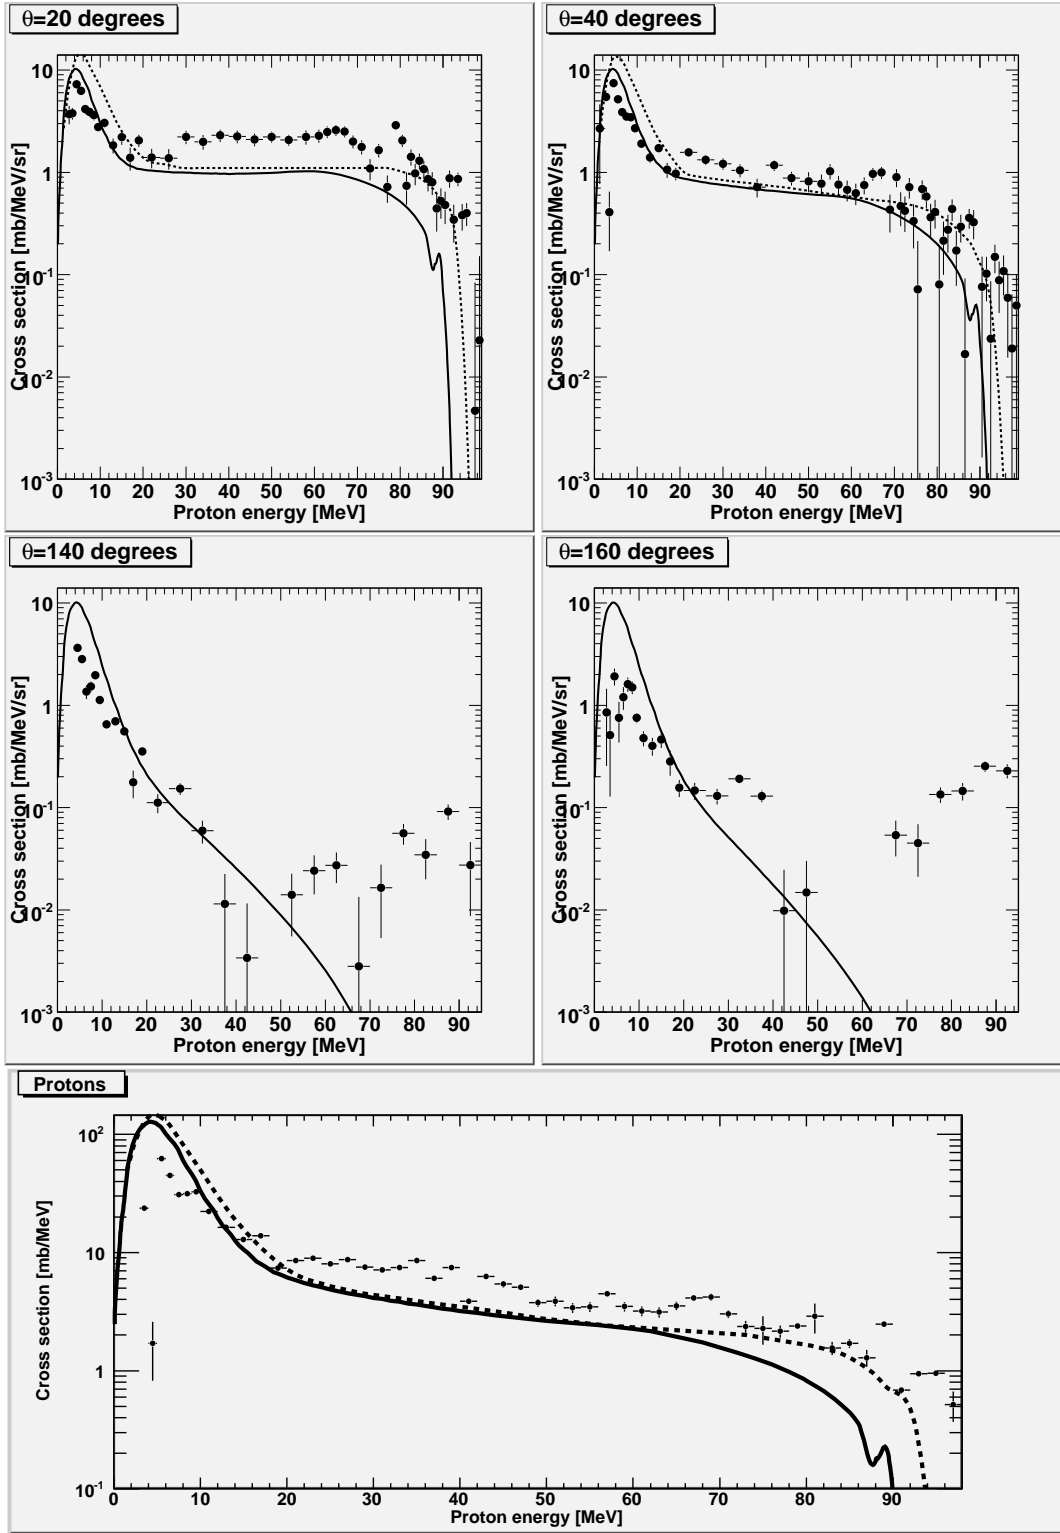 θ=20 degrees
Cross section [mb/MeV/sr]
10
1
10-1
10-2
10-3
0 10 20 30 40 50 60 70 80 90
Proton energy [MeV]
θ=40 degrees
Cross section [mb/MeV/sr]
10
1
10-1
10-2
10-3
0 10 20 30 40 50 60 70 80 90
Proton energy [MeV]
θ=140 degrees
Cross section [mb/MeV/sr]
10
1
10-1
10-2
10-3
0 10 20 30 40 50 60 70 80 90
Proton energy [MeV]
θ=160 degrees
Cross section [mb/MeV/sr]
10
1
10-1
10-2
10-3
0 10 20 30 40 50 60 70 80 90
Proton energy [MeV]
Protons
Cross section [mb/MeV]
102
10
1
10-1
0 10 20 30 40 50 60 70 80 90
Proton energy [MeV]